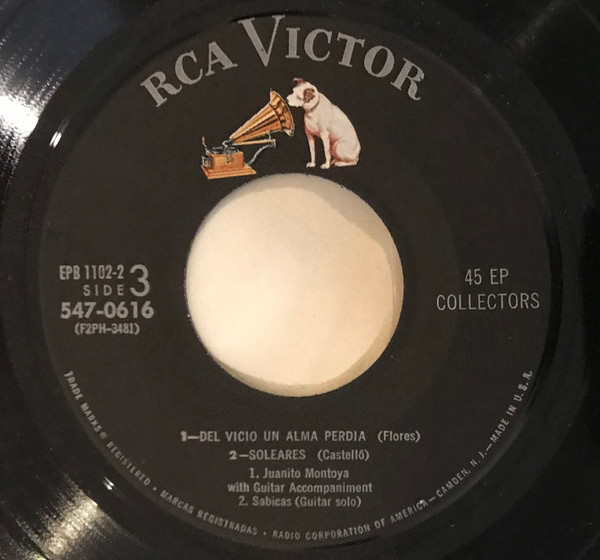 RCA VICTOR
EPB 1102-2
SIDE 3
547-0616
(F2PH-3481)
45 EP
COLLECTORS
1—DEL VICIO UN ALMA PERDIA (Flores)
2—SOLEARES (Castelló)
1. Juanito Montoya
with Guitar Accompaniment
2. Sabicas (Guitar solo)
TRADE MARKS ® REGISTERED • MARCAS REGISTRADAS • RADIO CORPORATION OF AMERICA—CAMDEN, N.J.—MADE IN U.S.A.